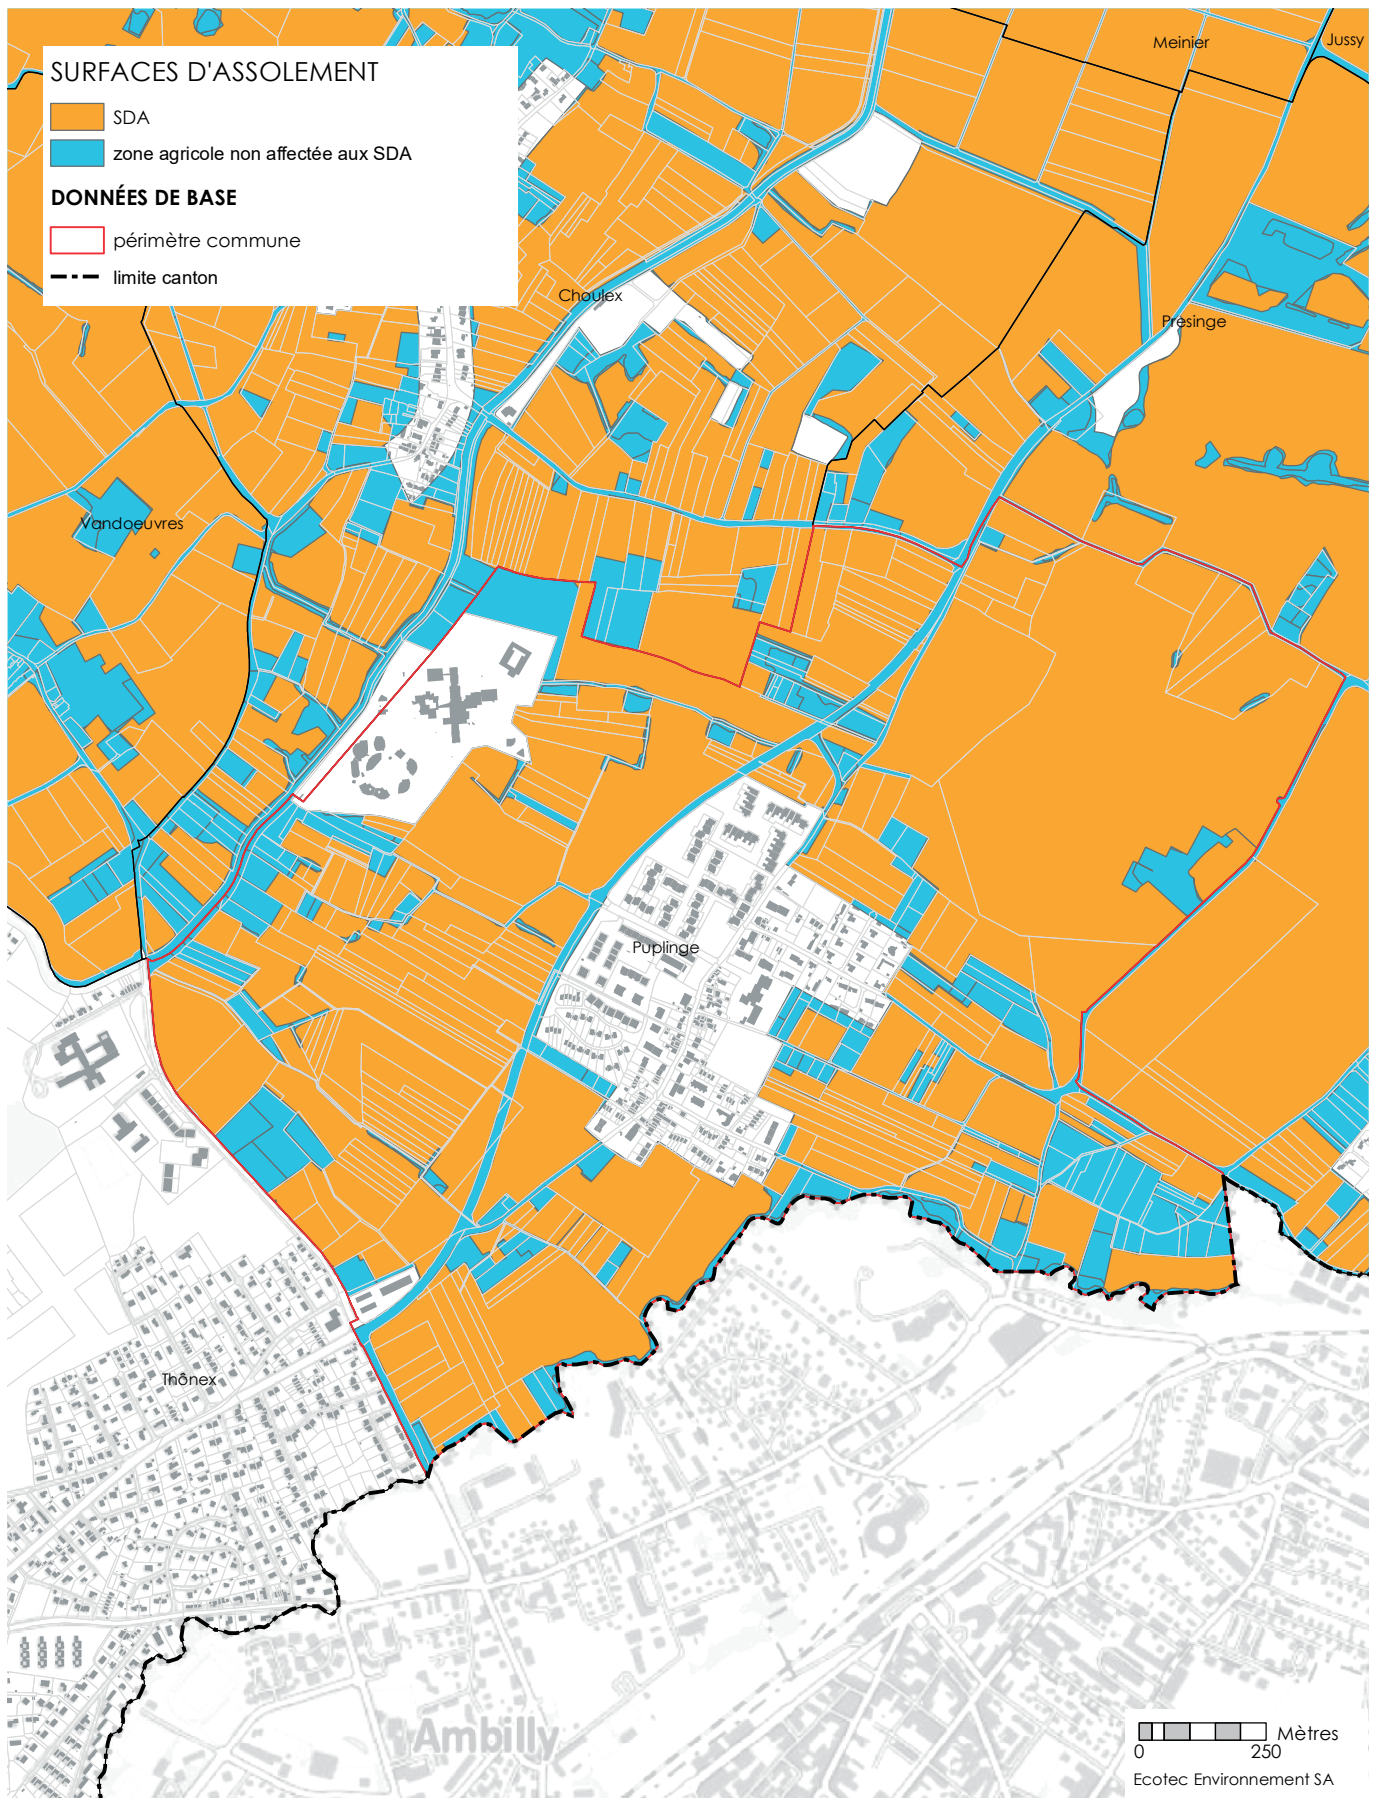 SURFACES D'ASSOLEMENT
SDA
zone agricole non affectée aux SDA
DONNÉES DE BASE
périmètre commune
limite canton
Meinier
Jussy
Choulex
Presinge
Vandoeuvres
Puplinge
Thônex
Ambilly
Mètres
0 250
Ecotec Environnement SA